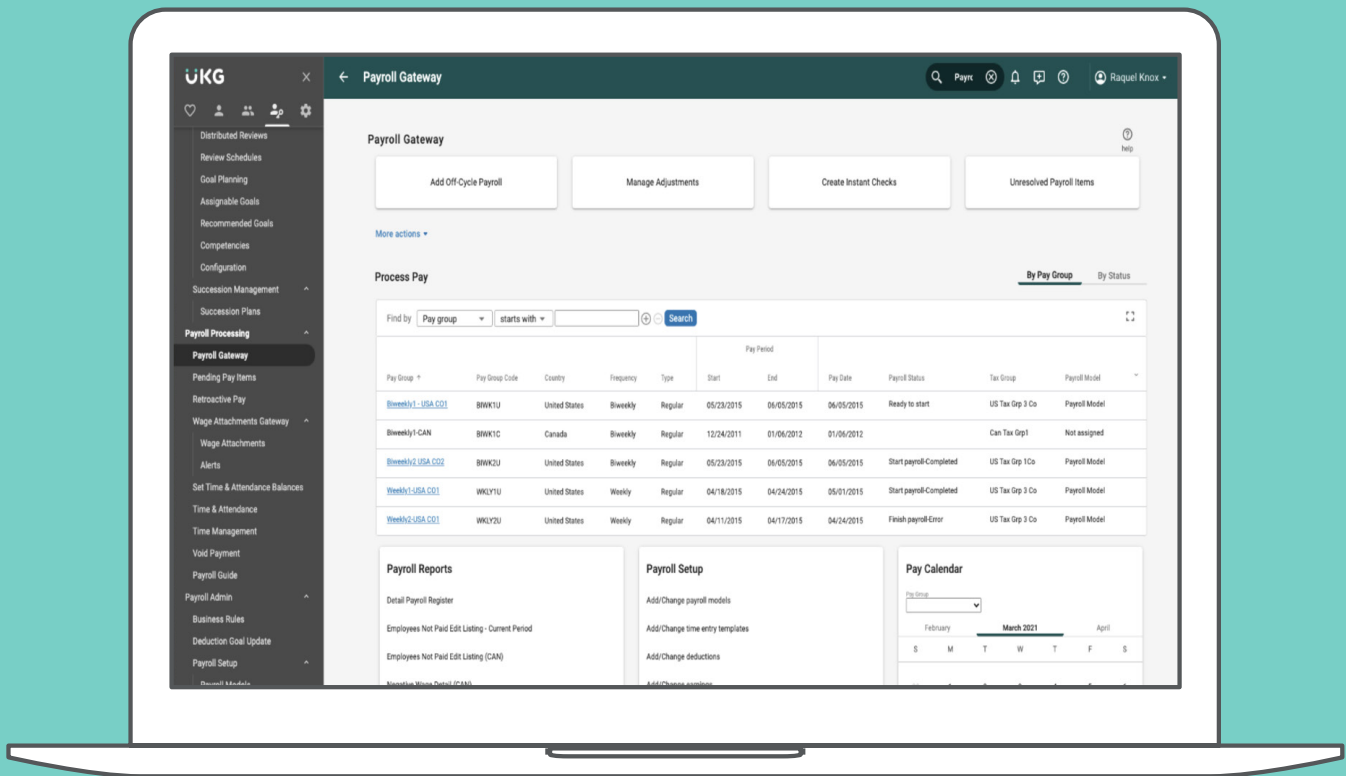 UKG
Payroll Gateway
Payrc
Raquel Knox
Distributed Reviews
Review Schedules
Goal Planning
Assignable Goals
Recommended Goals
Competencies
Configuration
Succession Management
Succession Plans
Payroll Processing
Payroll Gateway
Pending Pay Items
Retroactive Pay
Wage Attachments Gateway
Wage Attachments
Alerts
Set Time & Attendance Balances
Time & Attendance
Time Management
Void Payment
Payroll Guide
Payroll Admin
Business Rules
Deduction Goal Update
Payroll Setup
Payroll Models
Payroll Gateway
help
Add Off-Cycle Payroll Manage Adjustments Create Instant Checks Unresolved Payroll Items
More actions
Process Pay By Pay Group By Status
Find by Pay group starts with Search
Pay Period
Pay Group Pay Group Code Country Frequency Type Start End Pay Date Payroll Status Tax Group Payroll Model
Biweekly1 - USA CO1 BIWK1U United States Biweekly Regular 05/23/2015 06/05/2015 06/05/2015 Ready to start US Tax Grp 3 Co Payroll Model
Biweekly1-CAN BIWK1C Canada Biweekly Regular 12/24/2011 01/06/2012 01/06/2012 Can Tax Grp1 Not assigned
Biweekly2 USA CO2 BIWK2U United States Biweekly Regular 05/23/2015 06/05/2015 06/05/2015 Start payroll-Completed US Tax Grp 1Co Payroll Model
Weekly1-USA CO1 WKLY1U United States Weekly Regular 04/18/2015 04/24/2015 05/01/2015 Start payroll-Completed US Tax Grp 3 Co Payroll Model
Weekly2-USA CO1 WKLY2U United States Weekly Regular 04/11/2015 04/17/2015 04/24/2015 Finish payroll-Error US Tax Grp 3 Co Payroll Model
Payroll Reports
Detail Payroll Register
Employees Not Paid Edit Listing - Current Period
Employees Not Paid Edit Listing (CAN)
Negative Wage Detail (CAN)
Payroll Setup
Add/Change payroll models
Add/Change time entry templates
Add/Change deductions
Add/Change earnings
Pay Calendar
Pay Group
February March 2021 April
S M T W T F S